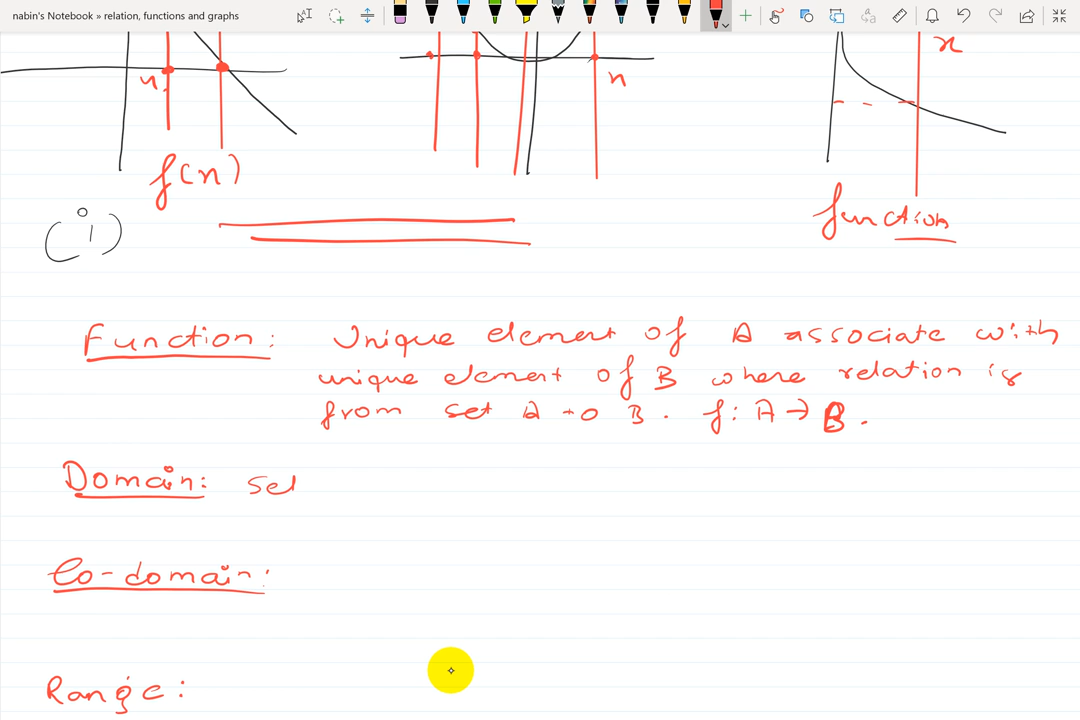 nabin's Notebook » relation, functions and graphs
x
x
n
f(x)
function
(i)
Function: Unique element of A associate with
unique element of B where relation is
from set A to B. f: A → B.
Domain: Set
Co-domain:
Range: